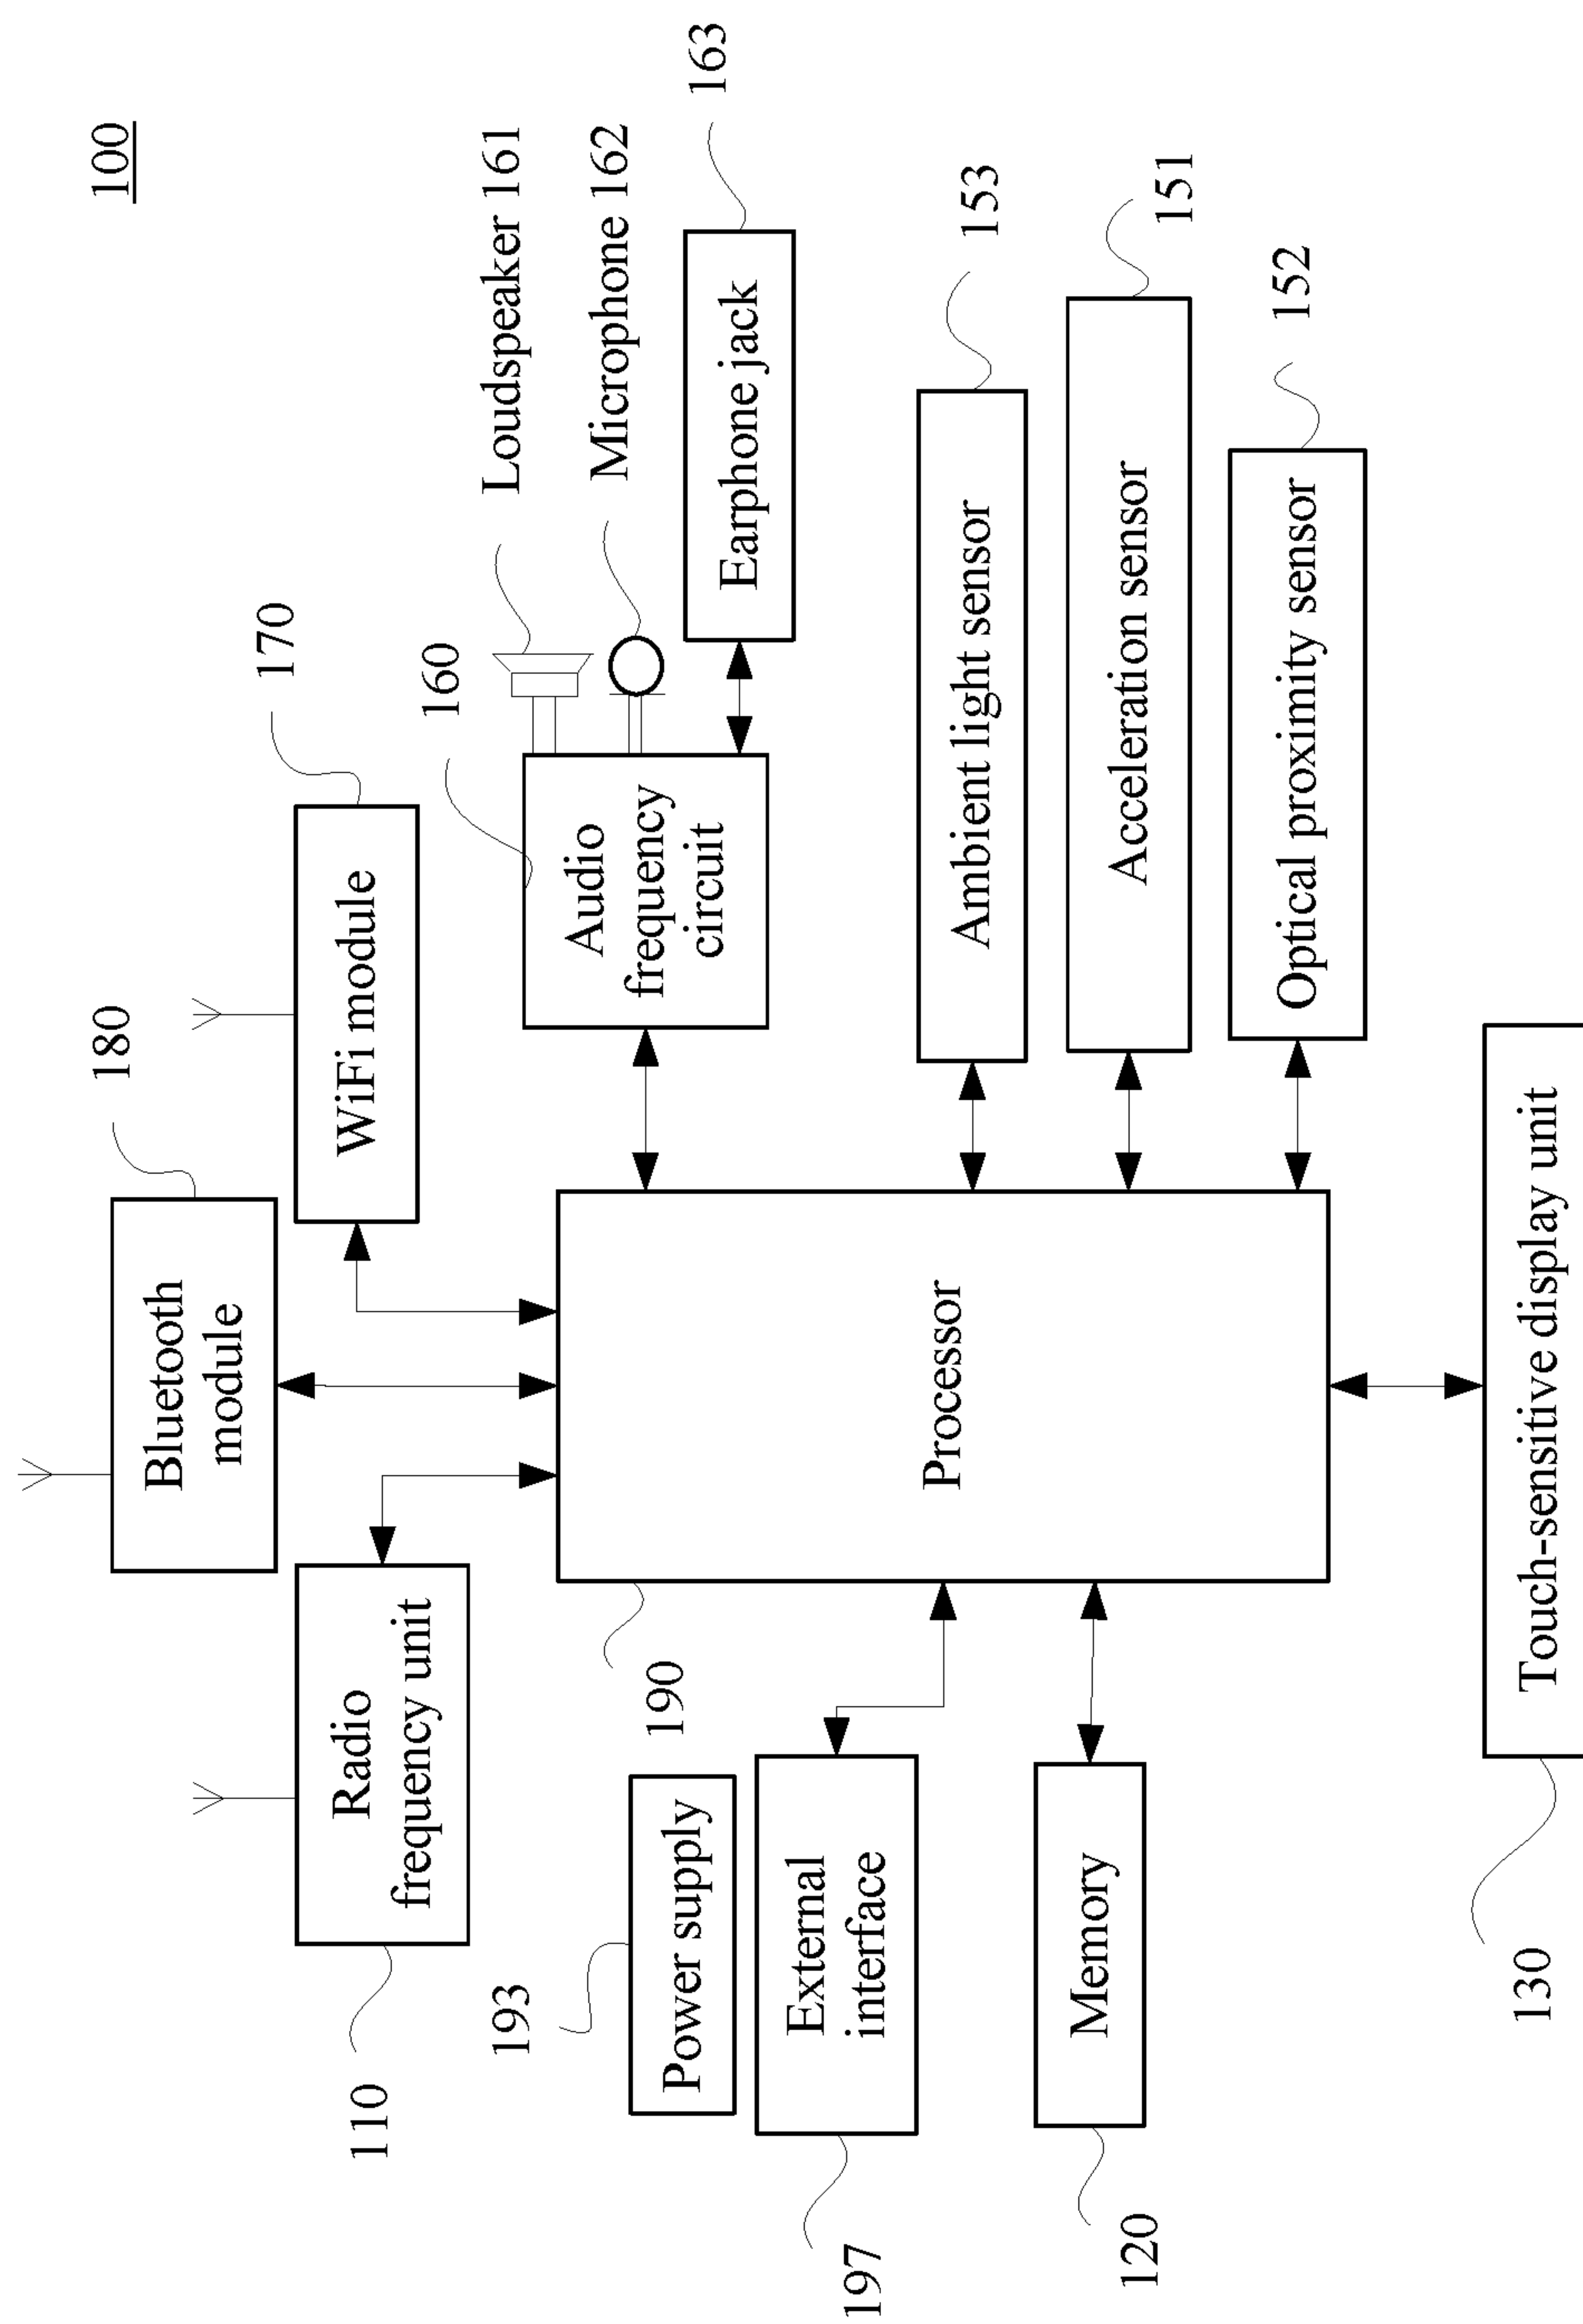 100
180
Bluetooth
module
170
WiFi module
Radio
frequency unit
110
160
Loudspeaker 161
Microphone 162
Audio
frequency
circuit
Earphone jack
163
193
Power supply
190
Processor
External
interface
197
Ambient light sensor
153
Memory
120
Acceleration sensor
151
Optical proximity sensor
152
Touch-sensitive display unit
130